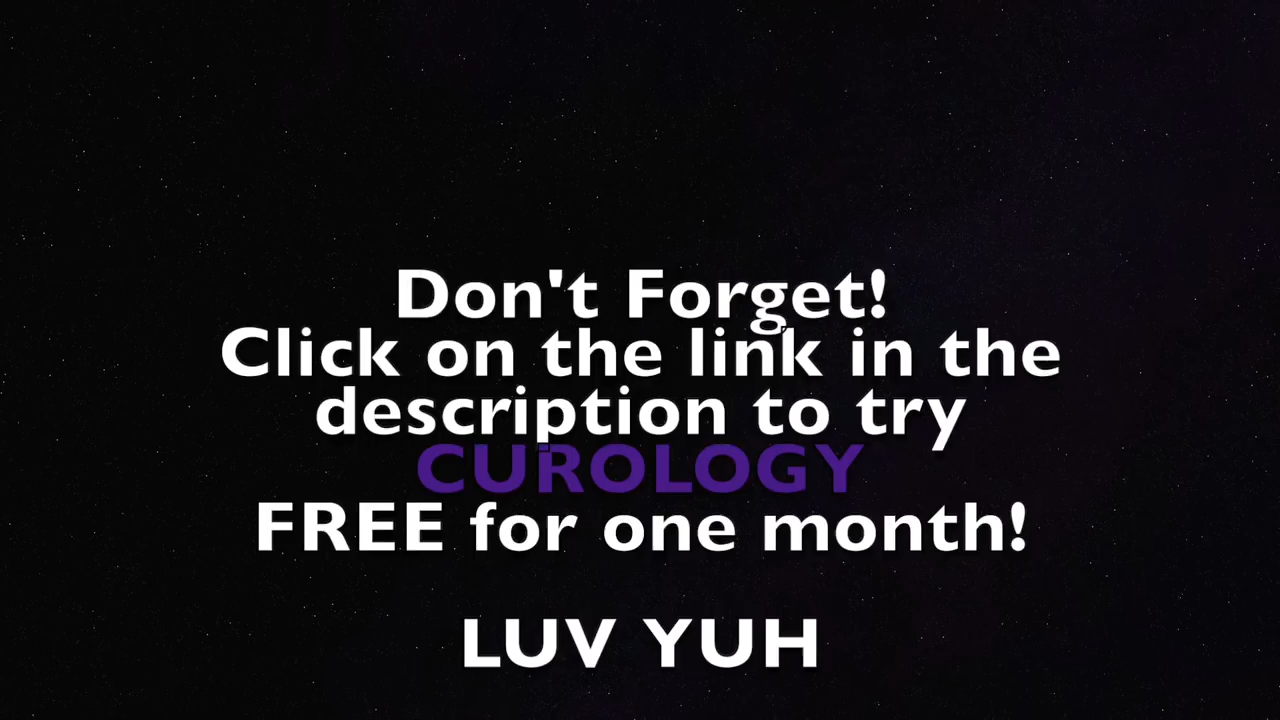 Don't Forget!
Click on the link in the
description to try
CUROLOGY
FREE for one month!
LUV YUH